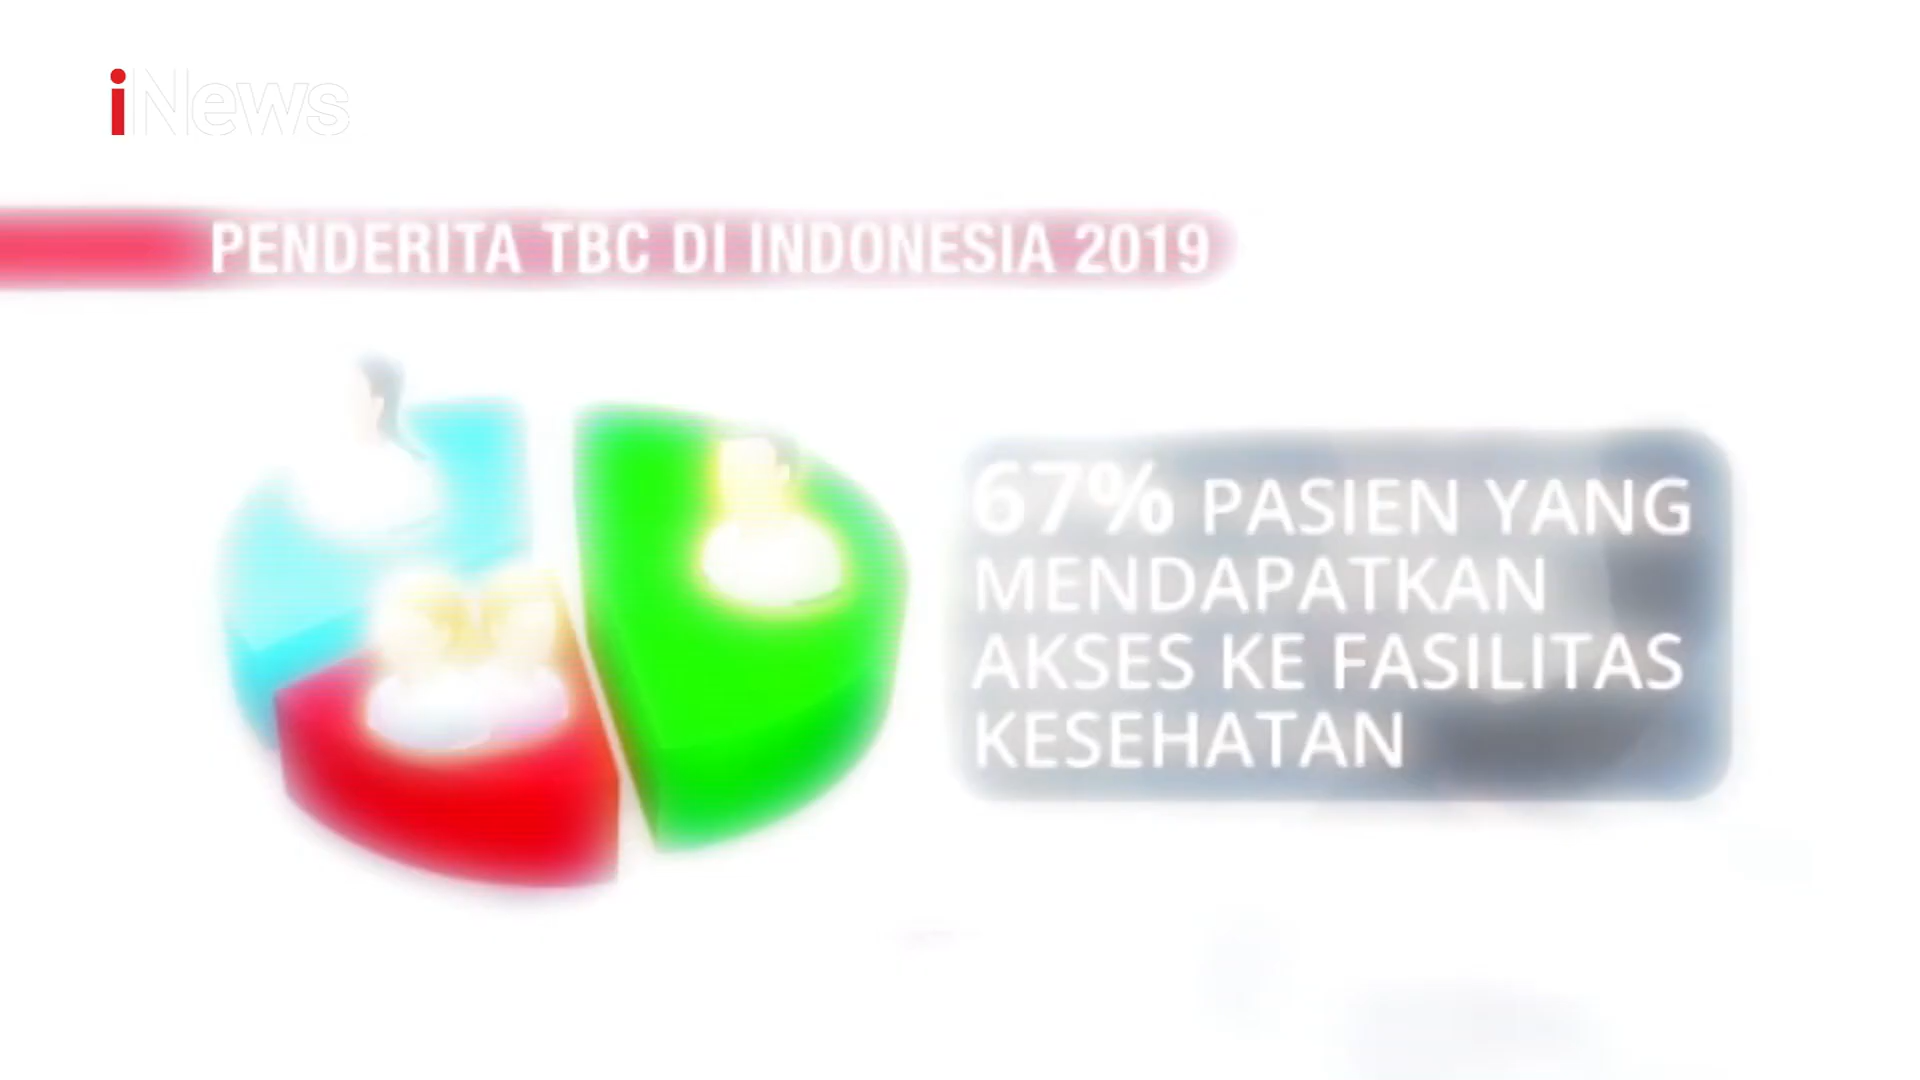 iNews
PENDERITA TBC DI INDONESIA 2019
67% PASIEN YANG
MENDAPATKAN
AKSES KE FASILITAS
KESEHATAN